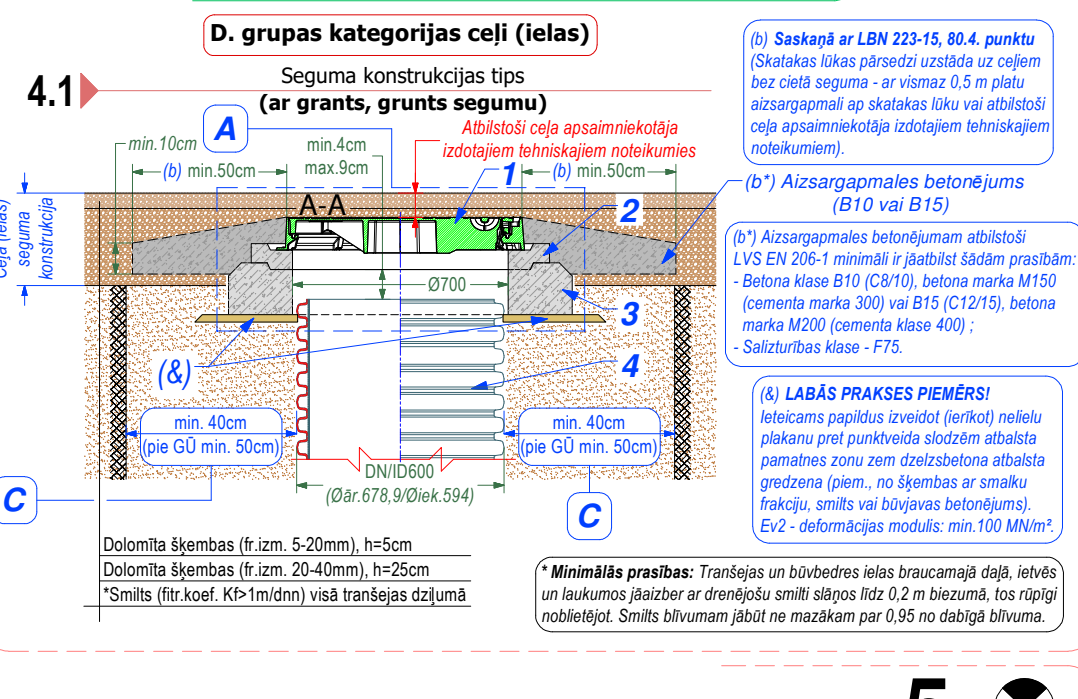 D. grupas kategorijas ceļi (ielas)
4.1
Seguma konstrukcijas tips
(ar grants, grunts segumu)
A
min.10cm
min.4cm
max.9cm
Atbilstoši ceļa apsaimniekotāja
izdotajiem tehniskajiem noteikumies
(b) min.50cm
(b) min.50cm
1
A-A
2
Ceļa (ielas)
seguma
konstrukcija
Ø700
3
(&)
4
min. 40cm
(pie GŪ min. 50cm)
min. 40cm
(pie GŪ min. 50cm)
DN/ID600
(Øār.678,9/Øiek.594)
C
C
Dolomīta šķembas (fr.izm. 5-20mm), h=5cm
Dolomīta šķembas (fr.izm. 20-40mm), h=25cm
*Smilts (fitr.koef. Kf>1m/dnn) visā tranšejas dziļumā
(b) Saskaņā ar LBN 223-15, 80.4. punktu
(Skatakas lūkas pārsedzi uzstāda uz ceļiem
bez cietā seguma - ar vismaz 0,5 m platu
aizsargapmali ap skatakas lūku vai atbilstoši
ceļa apsaimniekotāja izdotajiem tehniskajiem
noteikumiem).
(b*) Aizsargapmales betonējums
(B10 vai B15)
(b*) Aizsargapmales betonējumam atbilstoši
LVS EN 206-1 minimāli ir jāatbilst šādām prasībām:
- Betona klase B10 (C8/10), betona marka M150
(cementa marka 300) vai B15 (C12/15), betona
marka M200 (cementa klase 400) ;
- Salizturības klase - F75.
(&) LABĀS PRAKSES PIEMĒRS!
Ieteicams papildus izveidot (ierīkot) nelielu
plakanu pret punktveida slodzēm atbalsta
pamatnes zonu zem dzelzsbetona atbalsta
gredzena (piem., no šķembas ar smalku
frakciju, smilts vai būvjavas betonējums).
Ev2 - deformācijas modulis: min.100 MN/m².
* Minimālās prasības: Tranšejas un būvbedres ielas braucamajā daļā, ietvēs
un laukumos jāaizber ar drenējošu smilti slāņos līdz 0,2 m biezumā, tos rūpīgi
noblietējot. Smilts blīvumam jābūt ne mazākam par 0,95 no dabīgā blīvuma.